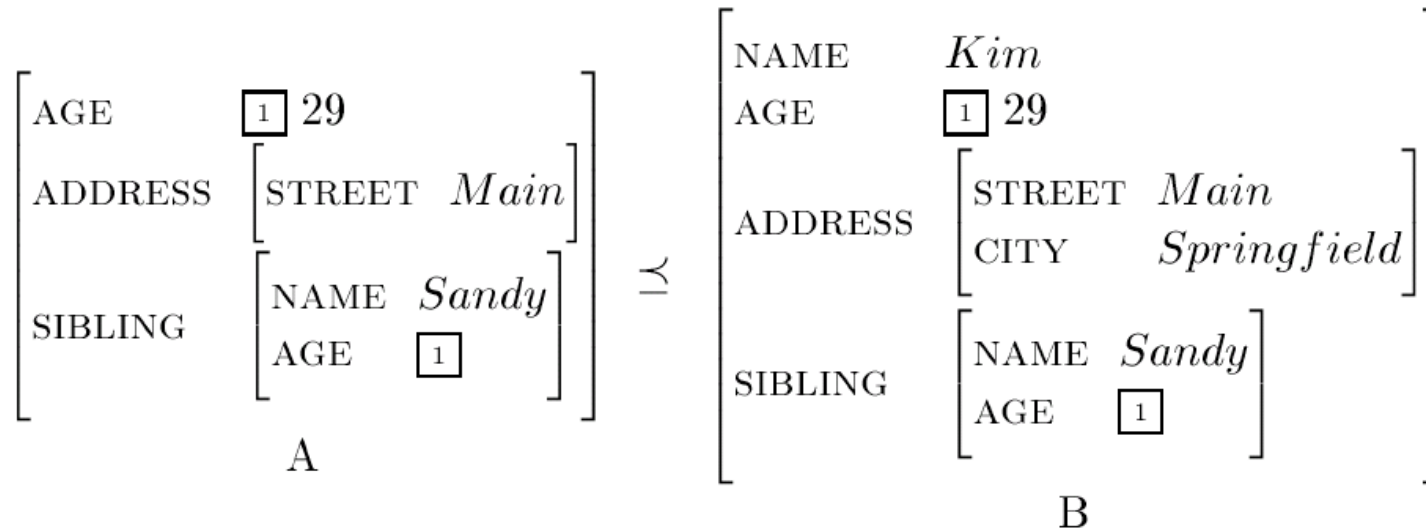 AGE 1 29
ADDRESS STREET Main
SIBLING NAME Sandy
AGE 1
A
⪯
NAME Kim
AGE 1 29
ADDRESS STREET Main
CITY Springfield
SIBLING NAME Sandy
AGE 1
B